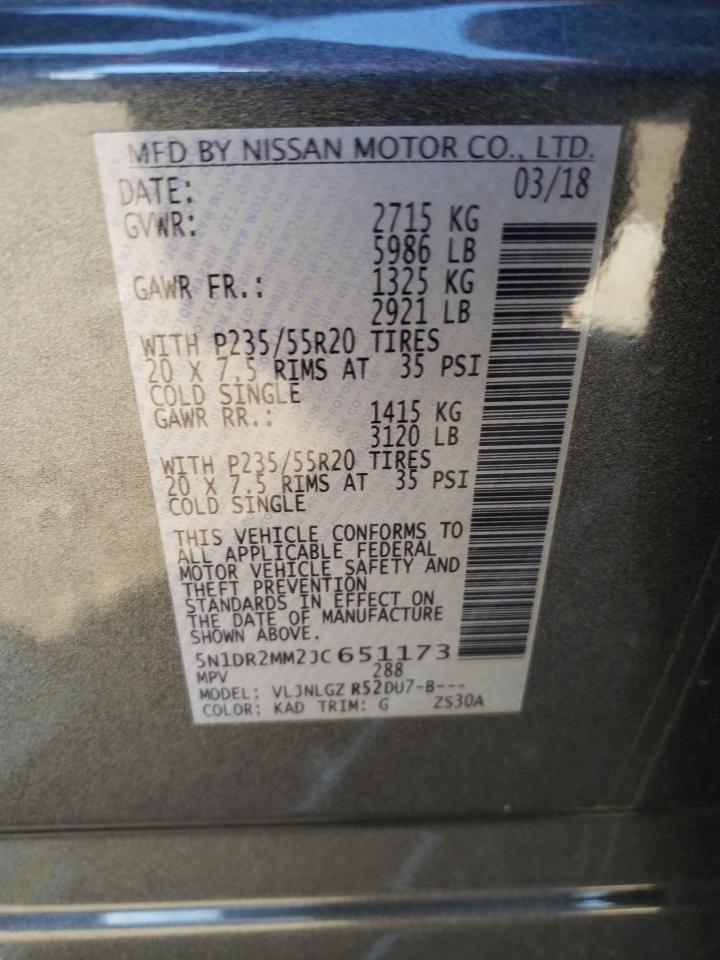 MFD BY NISSAN MOTOR CO., LTD.
DATE: 03/18
GVWR: 2715 KG
5986 LB
GAWR FR.: 1325 KG
2921 LB
WITH P235/55R20 TIRES
20 X 7.5 RIMS AT 35 PSI
COLD SINGLE
GAWR RR.: 1415 KG
3120 LB
WITH P235/55R20 TIRES
20 X 7.5 RIMS AT 35 PSI
COLD SINGLE
THIS VEHICLE CONFORMS TO
ALL APPLICABLE FEDERAL
MOTOR VEHICLE SAFETY AND
THEFT PREVENTION
STANDARDS IN EFFECT ON
THE DATE OF MANUFACTURE
SHOWN ABOVE.
5N1DR2MM2JC651173
MPV 288
MODEL: VLJNLGZ R52DU7-B---
COLOR: KAD TRIM: G ZS30A